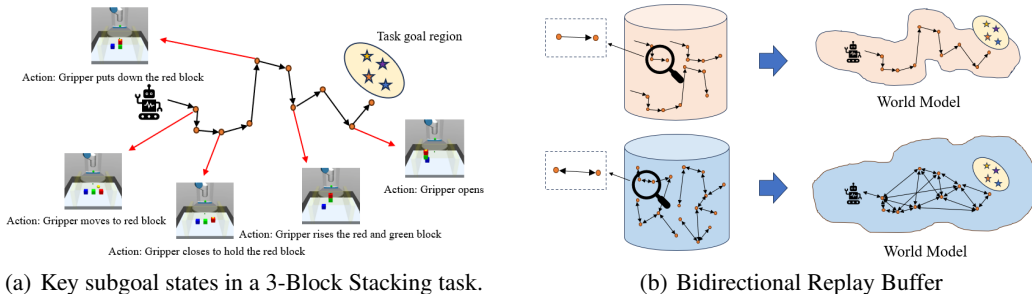 Task goal region
Action: Gripper puts down the red block
World Model
Action: Gripper opens
Action: Gripper moves to red block
Action: Gripper rises the red and green block
Action: Gripper closes to hold the red block
World Model
(a) Key subgoal states in a 3-Block Stacking task.
(b) Bidirectional Replay Buffer